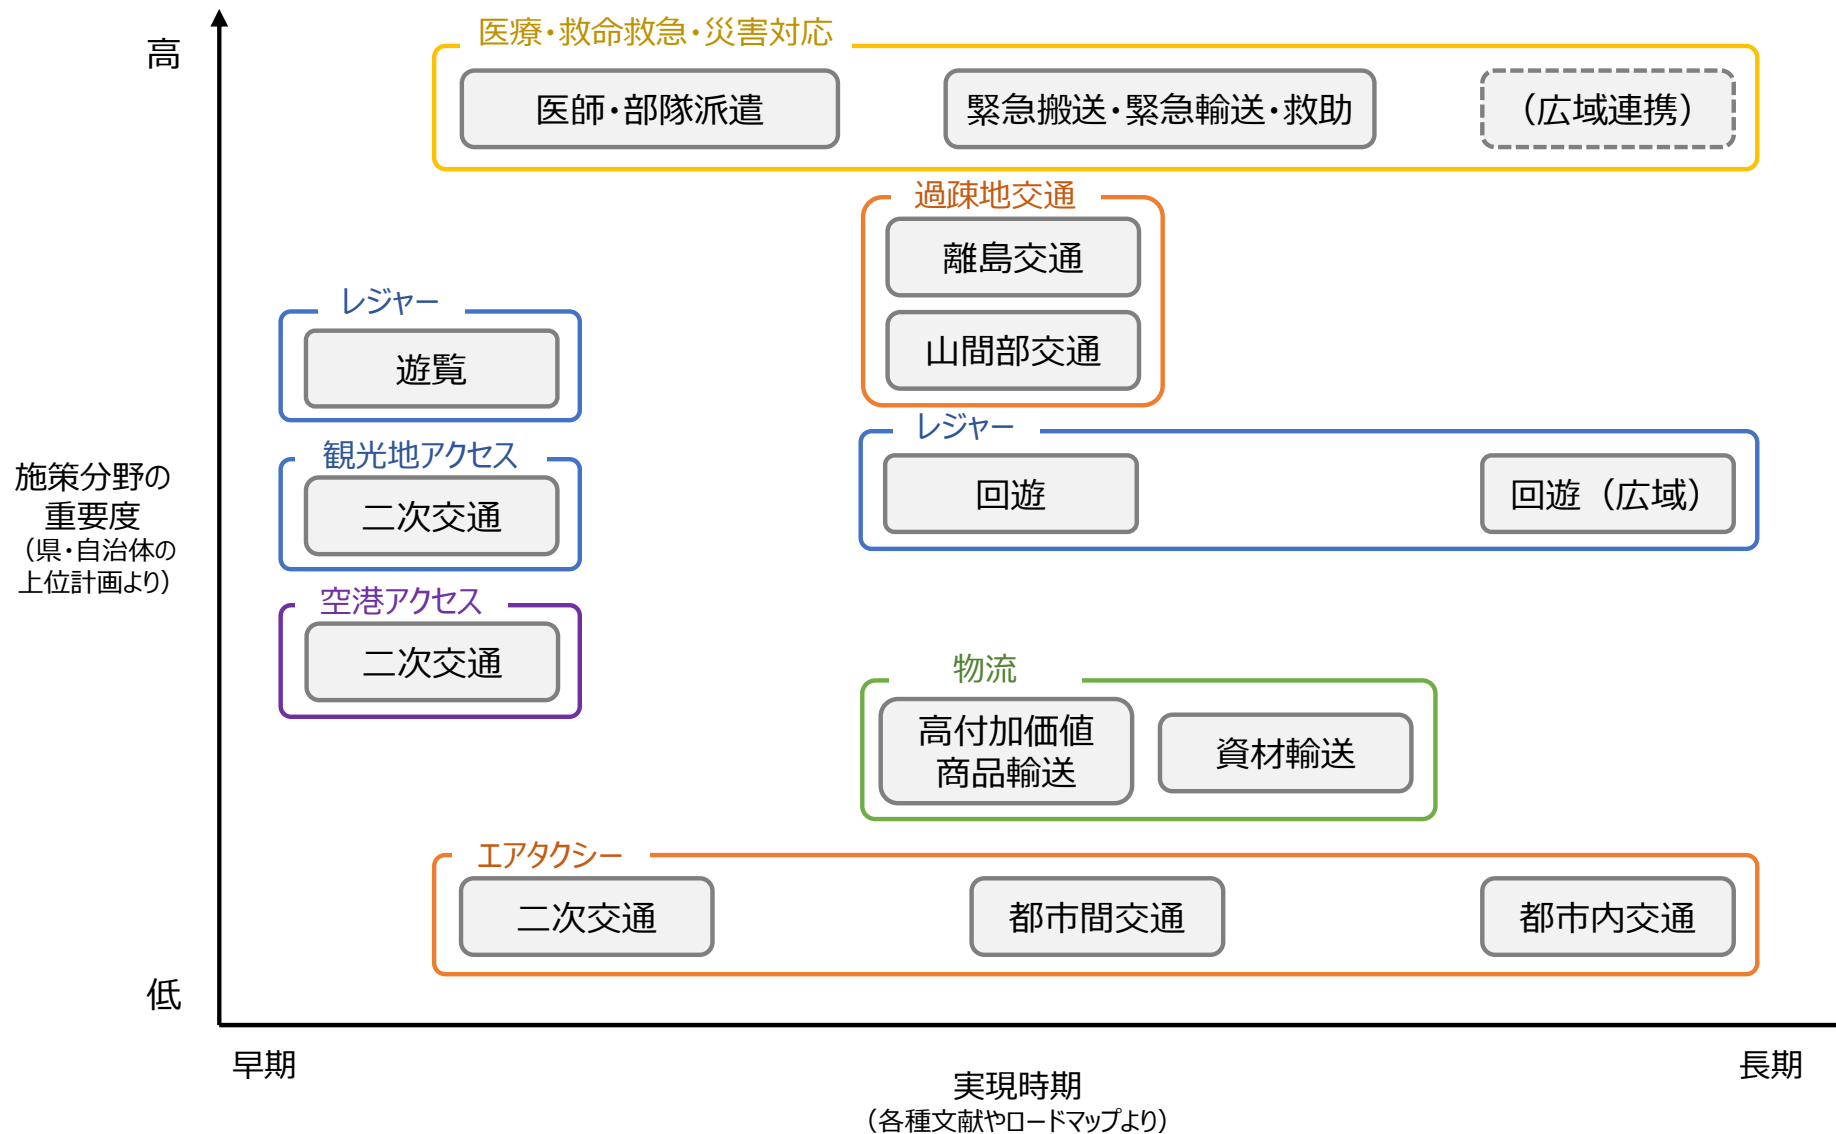 高
医療・救命救急・災害対応
医師・部隊派遣
緊急搬送・緊急輸送・救助
（広域連携）
過疎地交通
離島交通
山間部交通
レジャー
遊覧
レジャー
回遊
回遊（広域）
観光地アクセス
二次交通
施策分野の
重要度
（県・自治体の
上位計画より）
空港アクセス
二次交通
物流
高付加価値
商品輸送
資材輸送
エアタクシー
二次交通
都市間交通
都市内交通
低
早期
長期
実現時期
（各種文献やロードマップより）